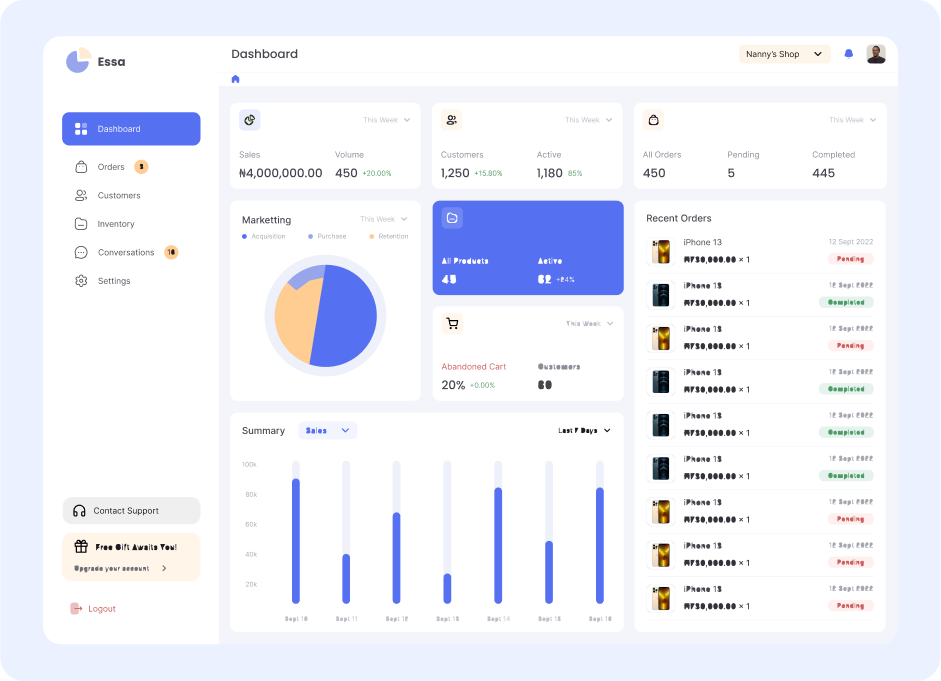 Essa
Dashboard
Nanny's Shop
Dashboard
Orders
Customers
Inventory
Conversations
Settings
Contact Support
Free Gift Awaits You!
Upgrade your account
Logout
This Week
Sales
Volume
₦4,000,000.00
450 +20.00%
This Week
Customers
Active
1,250 +15.80%
1,180 85%
This Week
All Orders
Pending
Completed
450
5
445
Marketting
This Week
Acquisition
Purchase
Retention
All Products
Active
45
This Week
Abandoned Cart
Customers
20% +0.00%
Summary
Sales
Last 7 Days
100k
80k
60k
40k
20k
Sept 10
Sept 11
Sept 12
Sept 13
Sept 14
Sept 15
Sept 16
Recent Orders
iPhone 13
12 Sept 2022
₦730,000.00 × 1
Pending
iPhone 13
12 Sept 2022
₦730,000.00 × 1
Completed
iPhone 13
12 Sept 2022
₦730,000.00 × 1
Pending
iPhone 13
12 Sept 2022
₦730,000.00 × 1
Completed
iPhone 13
12 Sept 2022
₦730,000.00 × 1
Completed
iPhone 13
12 Sept 2022
₦730,000.00 × 1
Completed
iPhone 13
12 Sept 2022
₦730,000.00 × 1
Pending
iPhone 13
12 Sept 2022
₦730,000.00 × 1
Pending
iPhone 13
12 Sept 2022
₦730,000.00 × 1
Pending